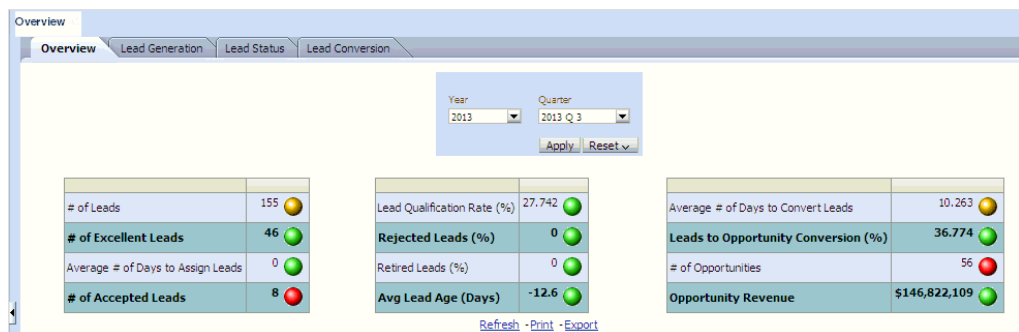 Overview
Overview Lead Generation Lead Status Lead Conversion
Year Quarter
2013 2013 Q 3
Apply Reset
# of Leads 155
# of Excellent Leads 46
Average # of Days to Assign Leads 0
# of Accepted Leads 8
Lead Qualification Rate (%) 27.742
Rejected Leads (%) 0
Retired Leads (%) 0
Avg Lead Age (Days) -12.6
Average # of Days to Convert Leads 10.263
Leads to Opportunity Conversion (%) 36.774
# of Opportunities 56
Opportunity Revenue $146,822,109
Refresh - Print - Export